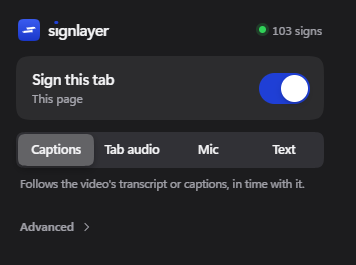 signlayer
103 signs
Sign this tab
This page
Captions
Tab audio
Mic
Text
Follows the video's transcript or captions, in time with it.
Advanced